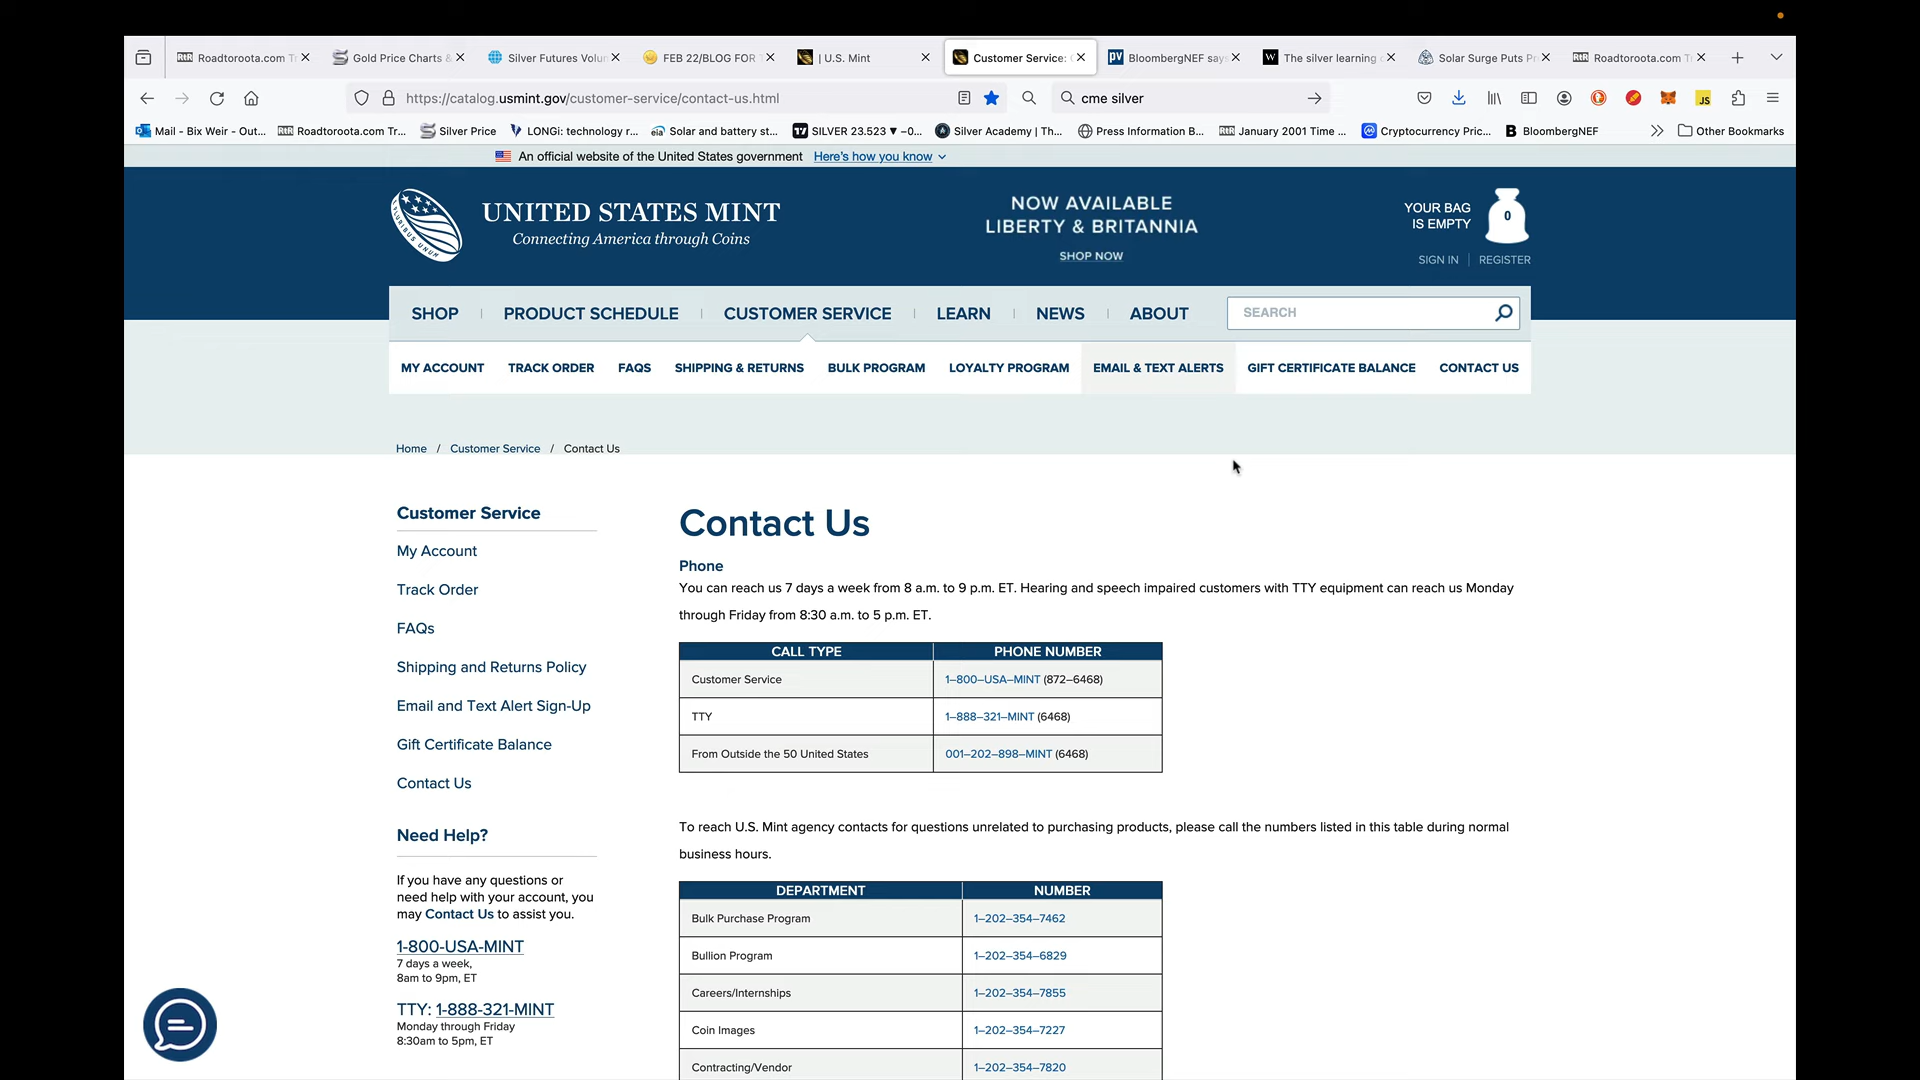 Roadtoroota.com T
Gold Price Charts &
Silver Futures Volu
FEB 22/BLOG FOR
| U.S. Mint
Customer Service:
BloombergNEF say
The silver learning
Solar Surge Puts P
Roadtoroota.com T
https://catalog.usmint.gov/customer-service/contact-us.html
cme silver
Mail - Bix Weir - Out...
Roadtoroota.com Tr...
Silver Price
LONGi: technology r...
Solar and battery st...
SILVER 23.523 ▼ −0...
Silver Academy | Th...
Press Information B...
January 2001 Time ...
Cryptocurrency Pric...
BloombergNEF
Other Bookmarks
An official website of the United States government Here's how you know
UNITED STATES MINT
Connecting America through Coins
NOW AVAILABLE
LIBERTY & BRITANNIA
SHOP NOW
YOUR BAG
IS EMPTY
0
SIGN IN | REGISTER
SHOP
PRODUCT SCHEDULE
CUSTOMER SERVICE
LEARN
NEWS
ABOUT
SEARCH
MY ACCOUNT
TRACK ORDER
FAQS
SHIPPING & RETURNS
BULK PROGRAM
LOYALTY PROGRAM
EMAIL & TEXT ALERTS
GIFT CERTIFICATE BALANCE
CONTACT US
Home / Customer Service / Contact Us
Customer Service
My Account
Track Order
FAQs
Shipping and Returns Policy
Email and Text Alert Sign-Up
Gift Certificate Balance
Contact Us
Need Help?
If you have any questions or
need help with your account, you
may Contact Us to assist you.
1-800-USA-MINT
7 days a week,
8am to 9pm, ET
TTY: 1-888-321-MINT
Monday through Friday
8:30am to 5pm, ET
Contact Us
Phone
You can reach us 7 days a week from 8 a.m. to 9 p.m. ET. Hearing and speech impaired customers with TTY equipment can reach us Monday
through Friday from 8:30 a.m. to 5 p.m. ET.
CALL TYPE PHONE NUMBER
Customer Service 1–800–USA–MINT (872–6468)
TTY 1–888–321–MINT (6468)
From Outside the 50 United States 001–202–898–MINT (6468)
To reach U.S. Mint agency contacts for questions unrelated to purchasing products, please call the numbers listed in this table during normal
business hours.
DEPARTMENT NUMBER
Bulk Purchase Program 1–202–354–7462
Bullion Program 1–202–354–6829
Careers/Internships 1–202–354–7855
Coin Images 1–202–354–7227
Contracting/Vendor 1–202–354–7820